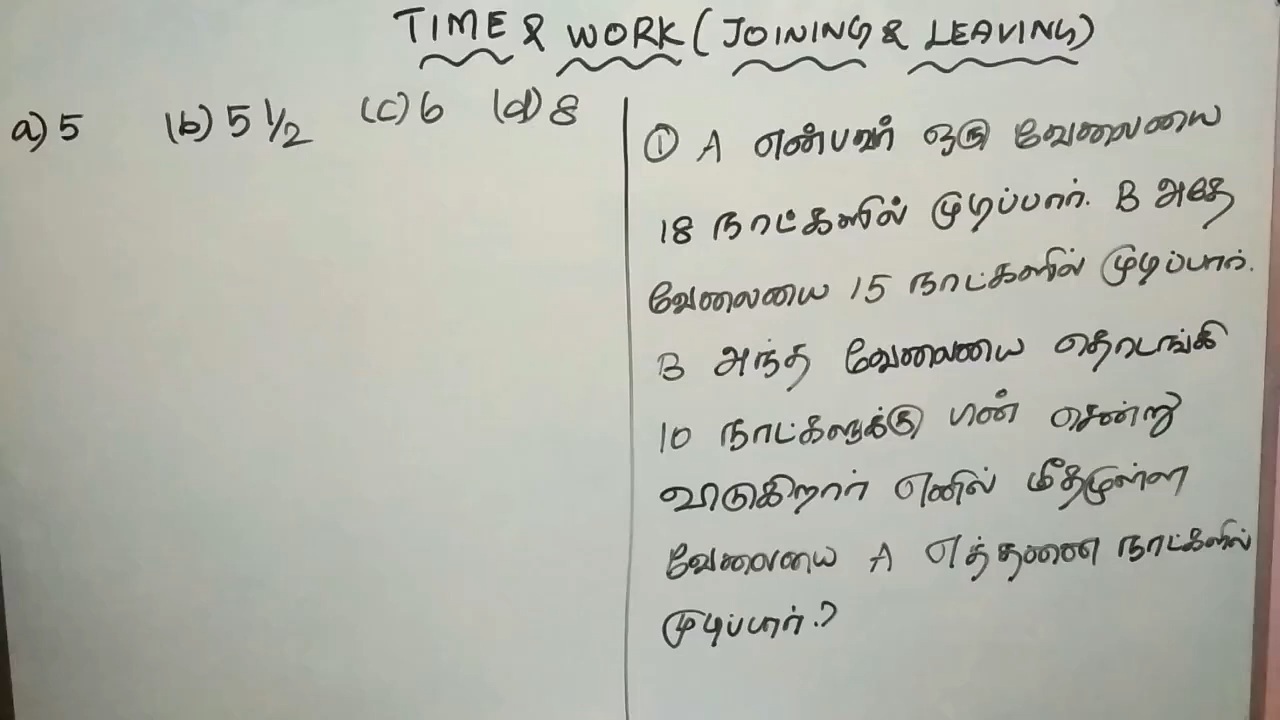 TIME & WORK (JOINING & LEAVING)
a) 5 (b) 5 1/2 (c) 6 (d) 8
① A என்பவர் ஒரு வேலையை
18 நாட்களில் முடிப்பார். B அதே
வேலையை 15 நாட்களில் முடிப்பார்.
B அந்த வேலையை தொடங்கி
10 நாட்களுக்கு பின் சென்று
விடுகிறார் எனில் மீதமுள்ள
வேலையை A எத்தனை நாட்களில்
முடிப்பார்.?